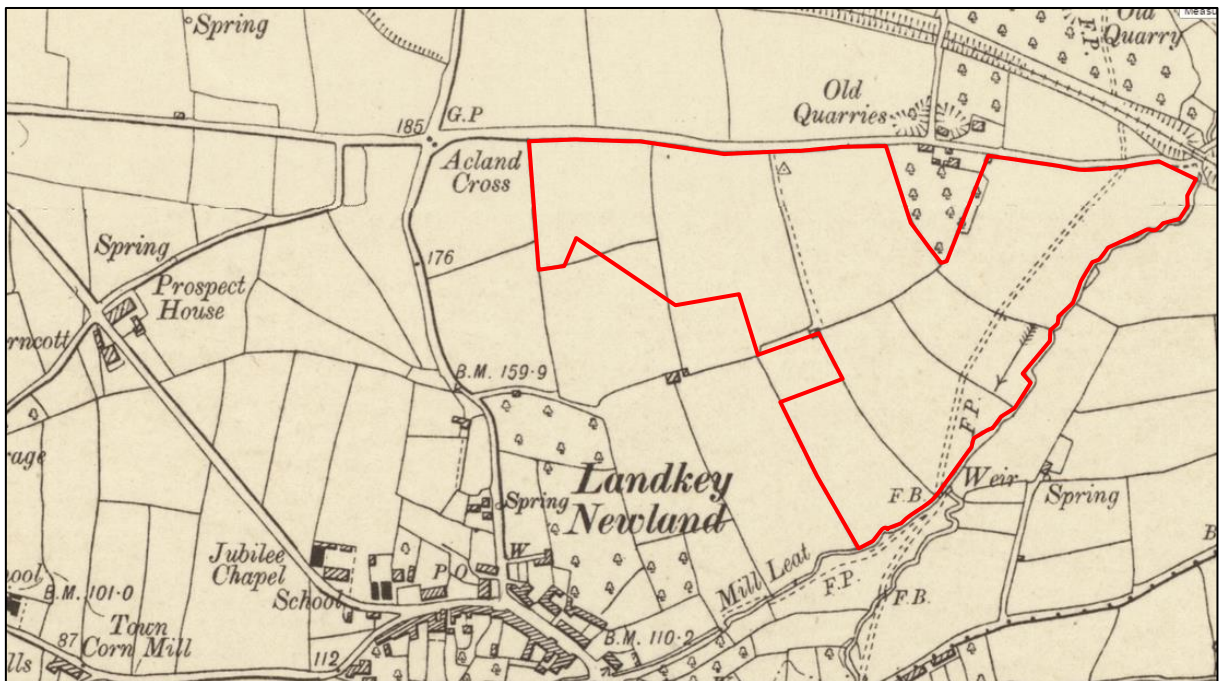 Spring
Old
Quarry
F.P.
Measu
Old
Quarries
G.P
185
Acland
Cross
Spring
176
Prospect
House
rncott
B.M. 159·9
rage
Landkey
Newland
F.P.
F.B.
Weir
Spring
Spring
W
Jubilee
Chapel
School
P.O.
Mill Leat
F.P.
F.B.
B
ool
B.M. 101·0
87
Town
Corn Mill
lls
112
B.M. 110·2